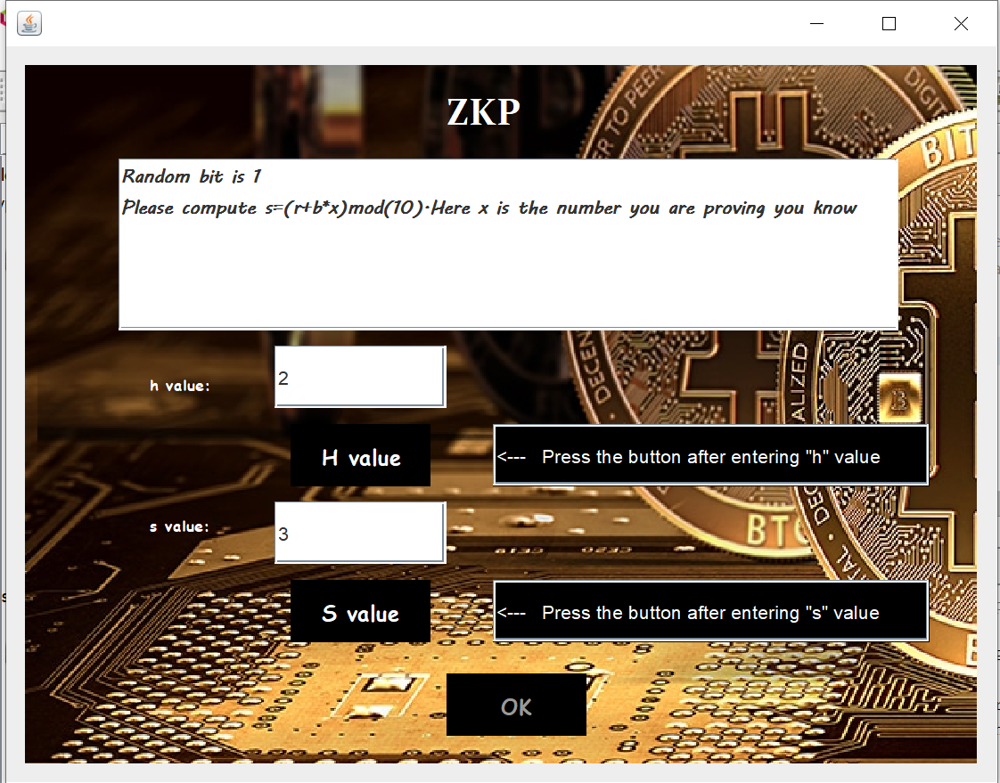 ZKP
Random bit is 1
Please compute s=(r+b*x)mod(10).Here x is the number you are proving you know
h value:
2
H value
<--- Press the button after entering "h" value
s value:
3
S value
<--- Press the button after entering "s" value
OK
DIGIT
TO PEER
BIT
DECEN
ALIZED
BTC